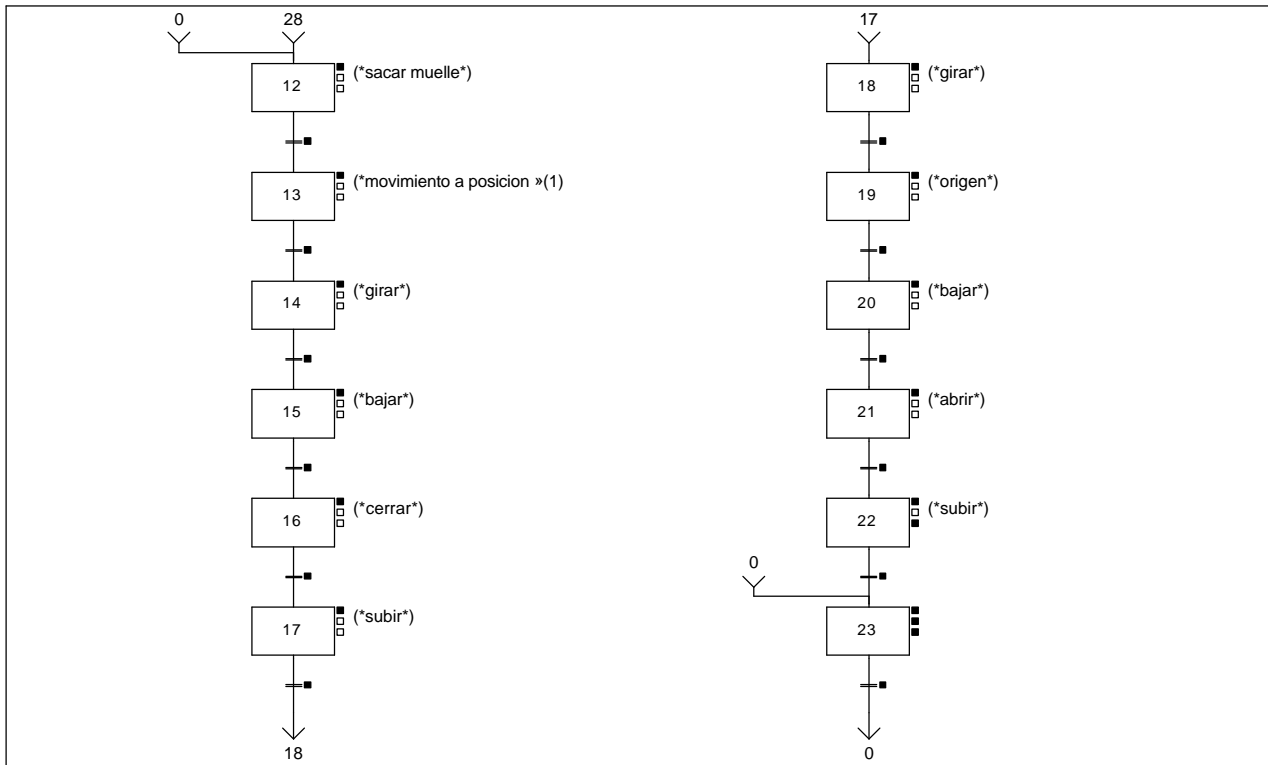 0
28
12
(*sacar muelle*)
13
(*movimiento a posicion »(1)
14
(*girar*)
15
(*bajar*)
16
(*cerrar*)
17
(*subir*)
18
17
18
(*girar*)
19
(*origen*)
20
(*bajar*)
21
(*abrir*)
22
(*subir*)
0
23
0